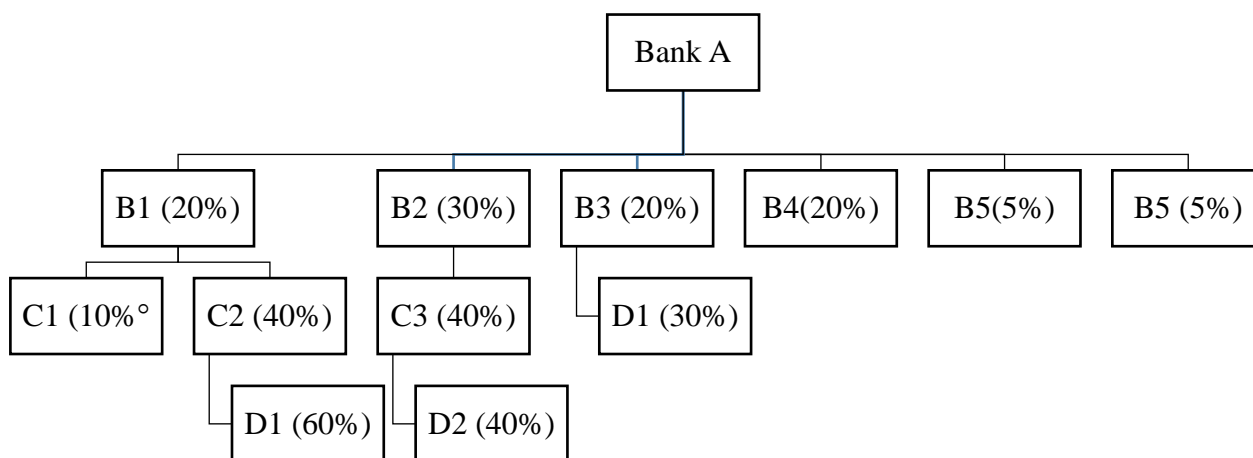 Bank A
B1 (20%)
B2 (30%)
B3 (20%)
B4(20%)
B5(5%)
B5 (5%)
C1 (10%°
C2 (40%)
C3 (40%)
D1 (30%)
D1 (60%)
D2 (40%)